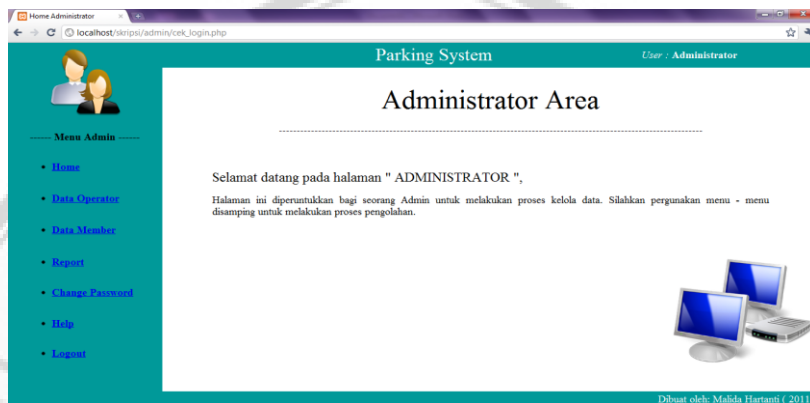 Home Administrator
localhost/skripsi/admin/cek_login.php
Parking System
User : Administrator
------ Menu Admin ------
Home
Data Operator
Data Member
Report
Change Password
Help
Logout
Administrator Area
Selamat datang pada halaman " ADMINISTRATOR ",
Halaman ini diperuntukkan bagi seorang Admin untuk melakukan proses kelola data. Silahkan pergunakan menu - menu
disamping untuk melakukan proses pengolahan.
Dibuat oleh: Malida Hartanti ( 201